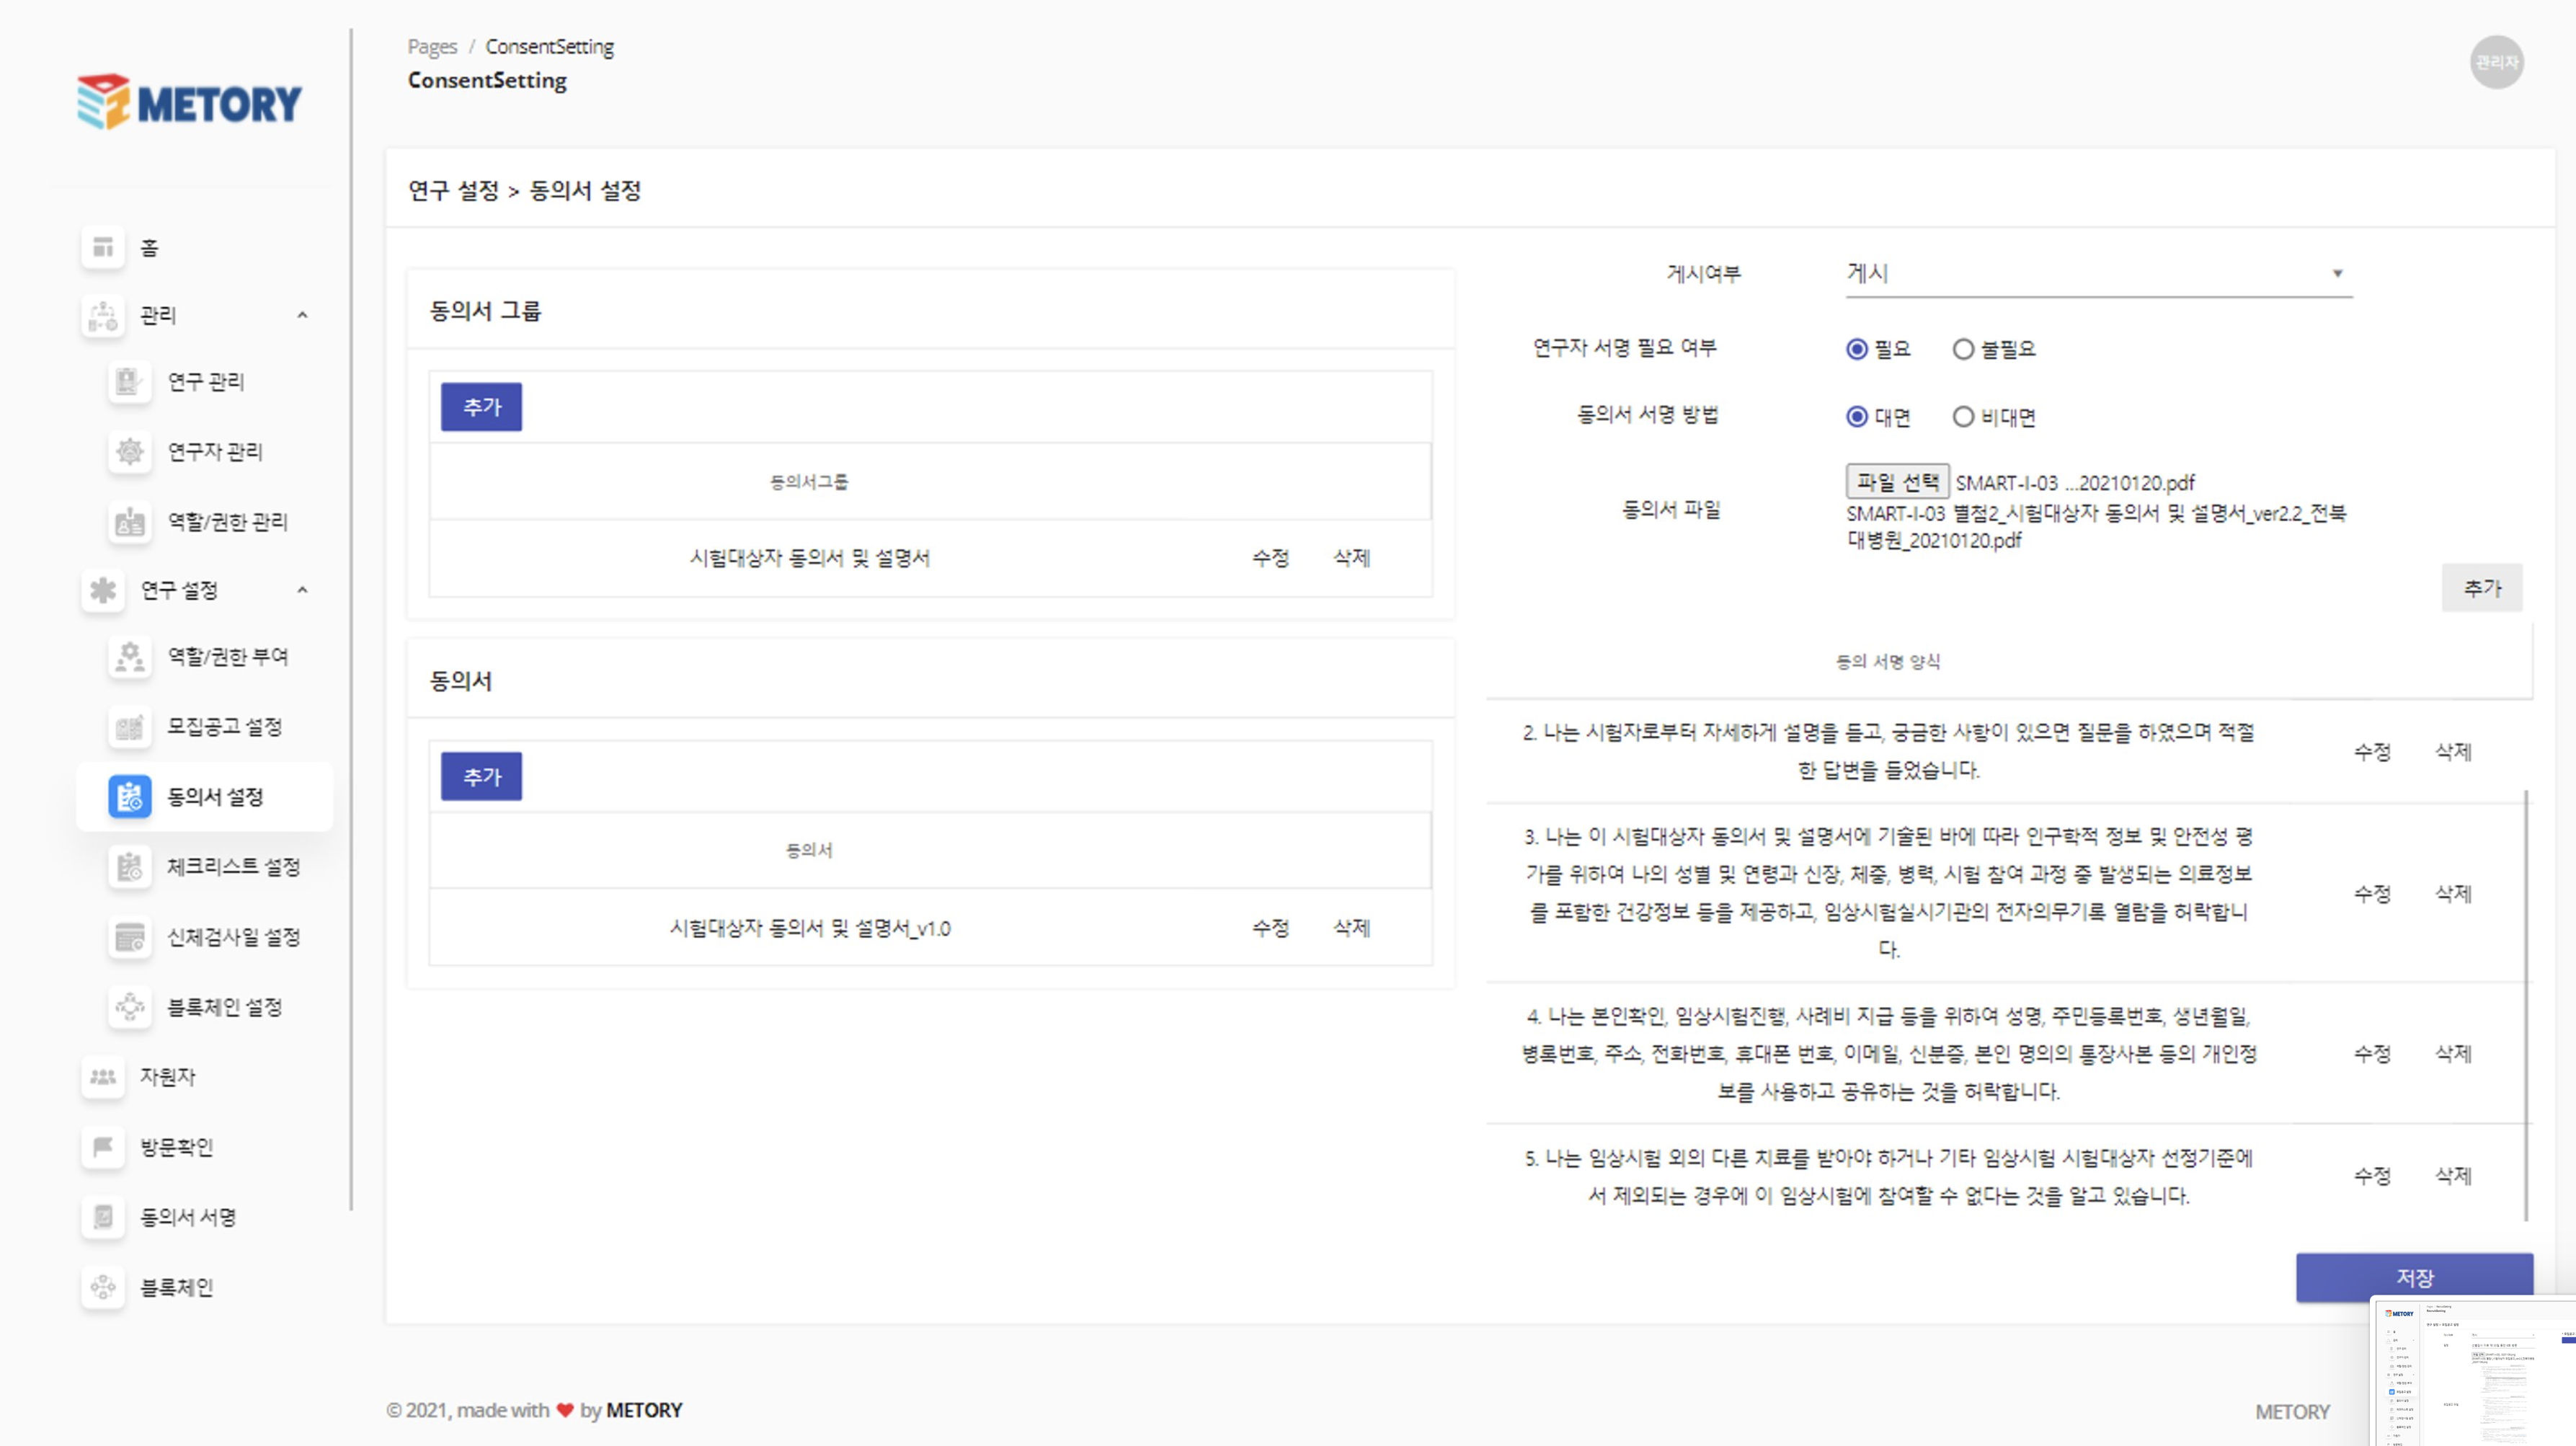 METORY
홈
관리
연구 관리
연구자 관리
역할/권한 관리
연구 설정
역할/권한 부여
모집공고 설정
동의서 설정
체크리스트 설정
신체검사일 설정
블록체인 설정
자원자
방문확인
동의서 서명
블록체인
Pages / ConsentSetting
ConsentSetting
관리자
연구 설정 > 동의서 설정
동의서 그룹
추가
동의서그룹
시험대상자 동의서 및 설명서 수정 삭제
동의서
추가
동의서
시험대상자 동의서 및 설명서_v1.0 수정 삭제
게시여부 게시
연구자 서명 필요 여부 필요 불필요
동의서 서명 방법 대면 비대면
동의서 파일
파일 선택 SMART-I-03 ...20210120.pdf
SMART-I-03 별첨2_시험대상자 동의서 및 설명서_ver2.2_전북
대병원_20210120.pdf
추가
동의 서명 양식
2. 나는 시험자로부터 자세하게 설명을 듣고, 궁금한 사항이 있으면 질문을 하였으며 적절
한 답변을 들었습니다.
수정 삭제
3. 나는 이 시험대상자 동의서 및 설명서에 기술된 바에 따라 인구학적 정보 및 안전성 평
가를 위하여 나의 성별 및 연령과 신장, 체중, 병력, 시험 참여 과정 중 발생되는 의료정보
를 포함한 건강정보 등을 제공하고, 임상시험실시기관의 전자의무기록 열람을 허락합니
다.
수정 삭제
4. 나는 본인확인, 임상시험진행, 사례비 지급 등을 위하여 성명, 주민등록번호, 생년월일,
병록번호, 주소, 전화번호, 휴대폰 번호, 이메일, 신분증, 본인 명의의 통장사본 등의 개인정
보를 사용하고 공유하는 것을 허락합니다.
수정 삭제
5. 나는 임상시험 외의 다른 치료를 받아야 하거나 기타 임상시험 시험대상자 선정기준에
서 제외되는 경우에 이 임상시험에 참여할 수 없다는 것을 알고 있습니다.
수정 삭제
저장
METORY
© 2021, made with by METORY
METORY